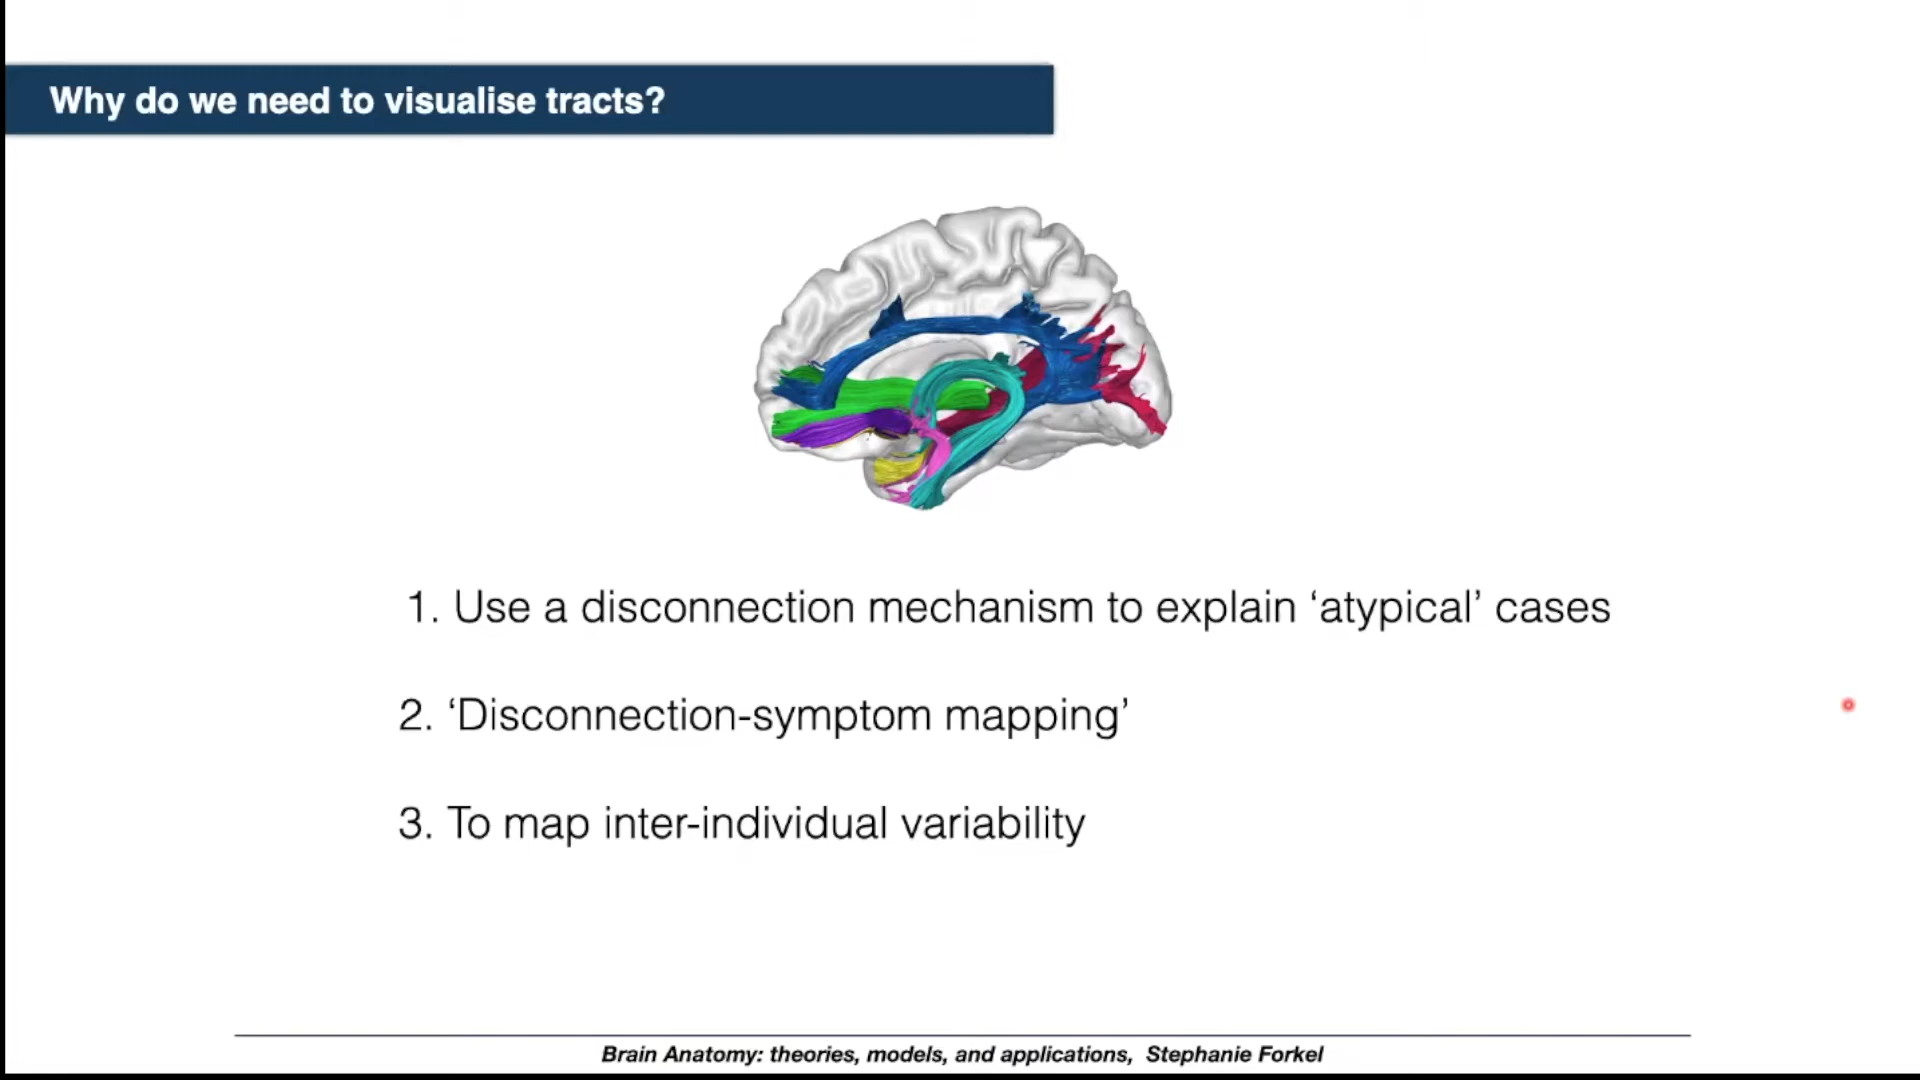 Why do we need to visualise tracts?
1. Use a disconnection mechanism to explain ‘atypical’ cases
2. ‘Disconnection-symptom mapping’
3. To map inter-individual variability
Brain Anatomy: theories, models, and applications, Stephanie Forkel